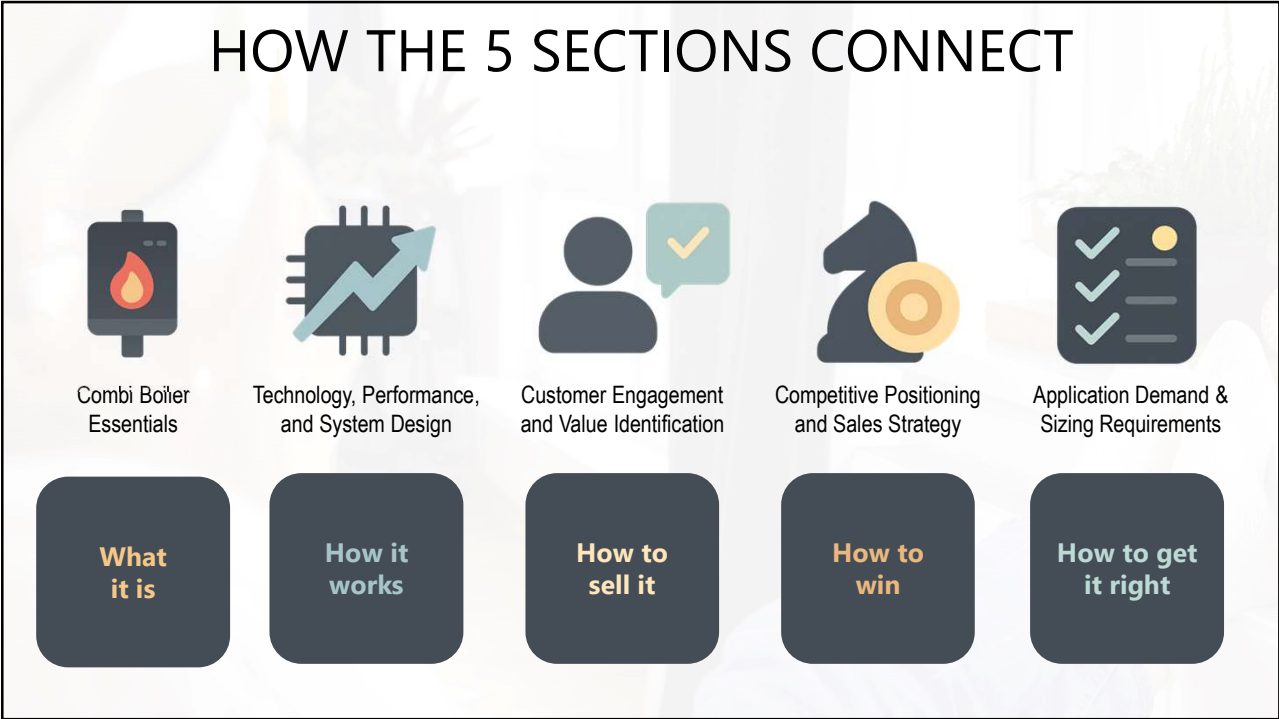 HOW THE 5 SECTIONS CONNECT
Combi Boiler
Essentials
Technology, Performance,
and System Design
Customer Engagement
and Value Identification
Competitive Positioning
and Sales Strategy
Application Demand &
Sizing Requirements
What
it is
How it
works
How to
sell it
How to
win
How to get
it right